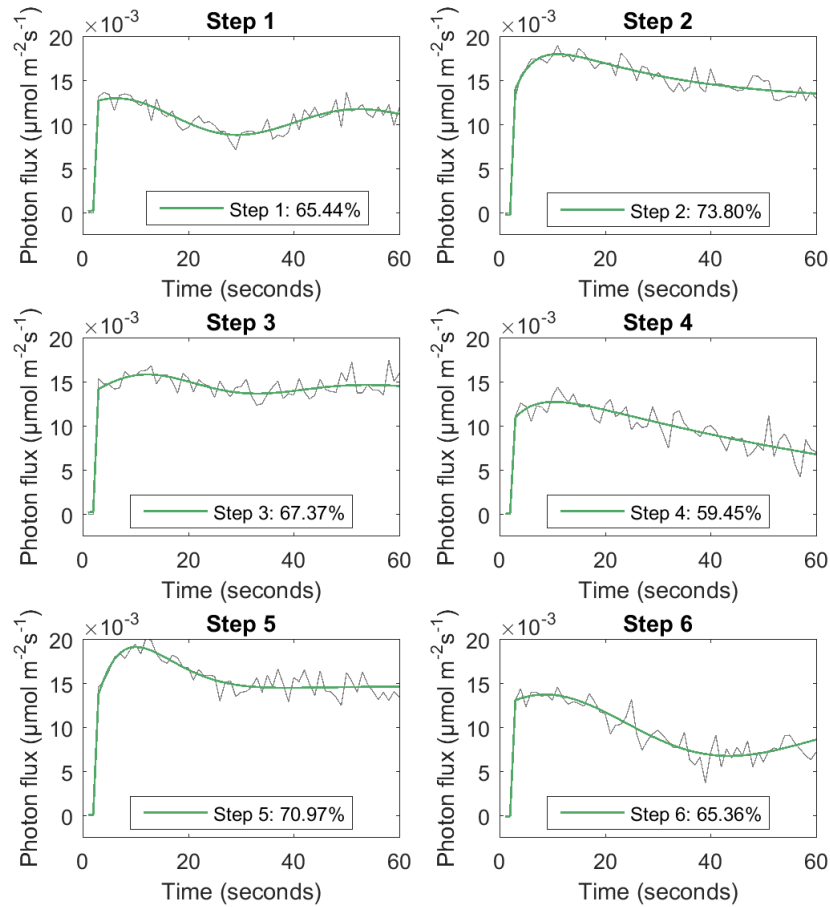 Step 1
×10⁻³
Photon flux (µmol m⁻²s⁻¹)
20
15
10
5
0
Step 1: 65.44%
0 20 40 60
Time (seconds)
Step 2
×10⁻³
Photon flux (µmol m⁻²s⁻¹)
20
15
10
5
0
Step 2: 73.80%
0 20 40 60
Time (seconds)
Step 3
×10⁻³
Photon flux (µmol m⁻²s⁻¹)
20
15
10
5
0
Step 3: 67.37%
0 20 40 60
Time (seconds)
Step 4
×10⁻³
Photon flux (µmol m⁻²s⁻¹)
20
15
10
5
0
Step 4: 59.45%
0 20 40 60
Time (seconds)
Step 5
×10⁻³
Photon flux (µmol m⁻²s⁻¹)
20
15
10
5
0
Step 5: 70.97%
0 20 40 60
Time (seconds)
Step 6
×10⁻³
Photon flux (µmol m⁻²s⁻¹)
20
15
10
5
0
Step 6: 65.36%
0 20 40 60
Time (seconds)